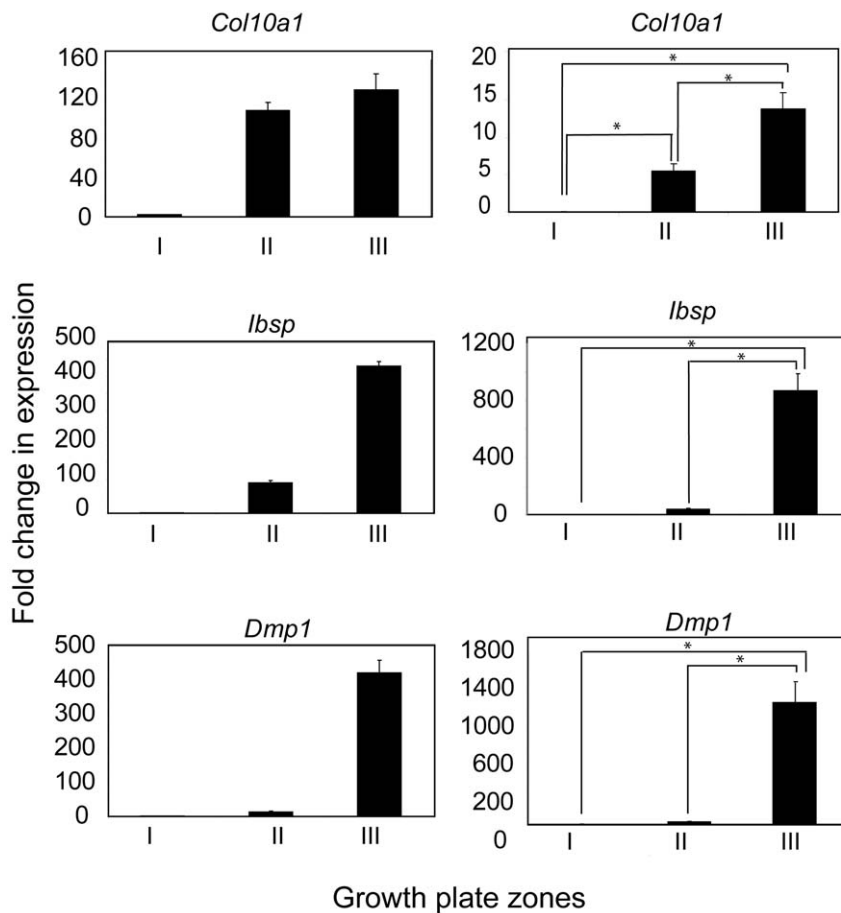 Col10a1
160
120
80
40
0
I II III
Col10a1
20
15
10
5
0
*
*
*
I II III
Fold change in expression
Ibsp
500
400
300
200
100
0
I II III
Ibsp
1200
800
400
0
*
*
I II III
Dmp1
500
400
300
200
100
0
I II III
Dmp1
1800
1400
1000
600
200
0
*
*
I II III
Growth plate zones